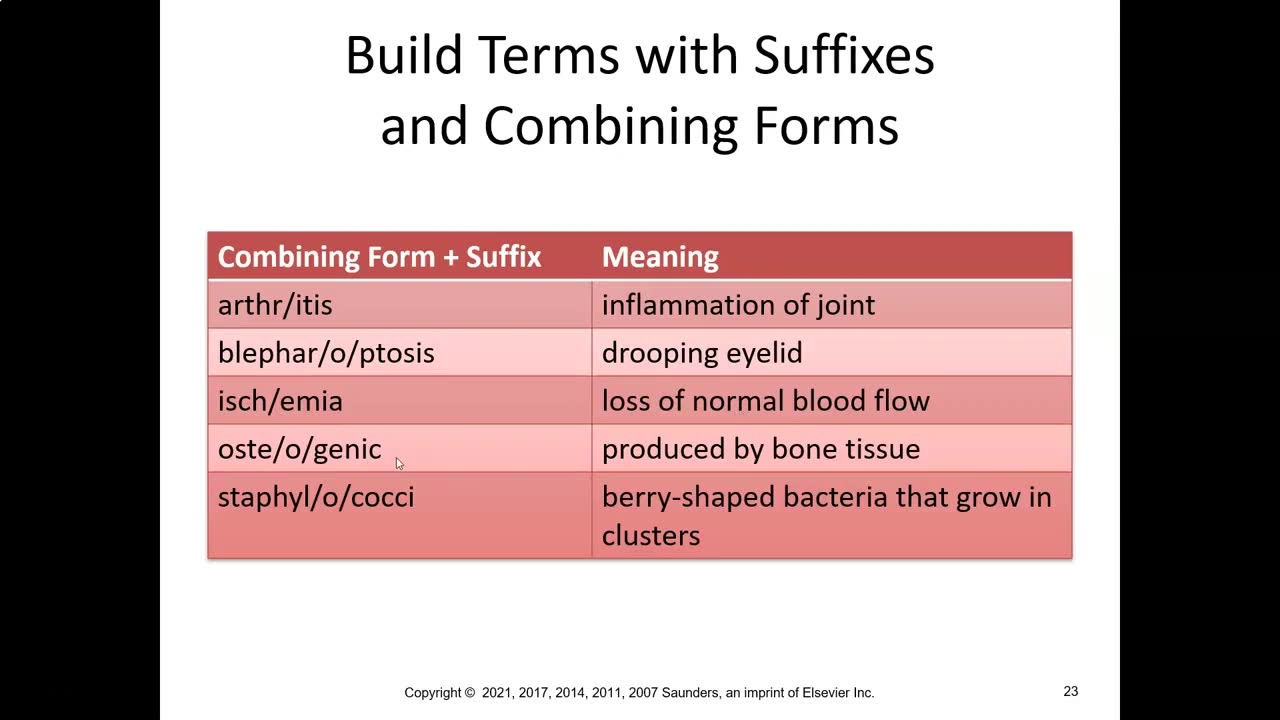 Build Terms with Suffixes
and Combining Forms
Combining Form + Suffix Meaning
arthr/itis inflammation of joint
blephar/o/ptosis drooping eyelid
isch/emia loss of normal blood flow
oste/o/genic produced by bone tissue
staphyl/o/cocci berry-shaped bacteria that grow in
clusters
Copyright © 2021, 2017, 2014, 2011, 2007 Saunders, an imprint of Elsevier Inc.
23